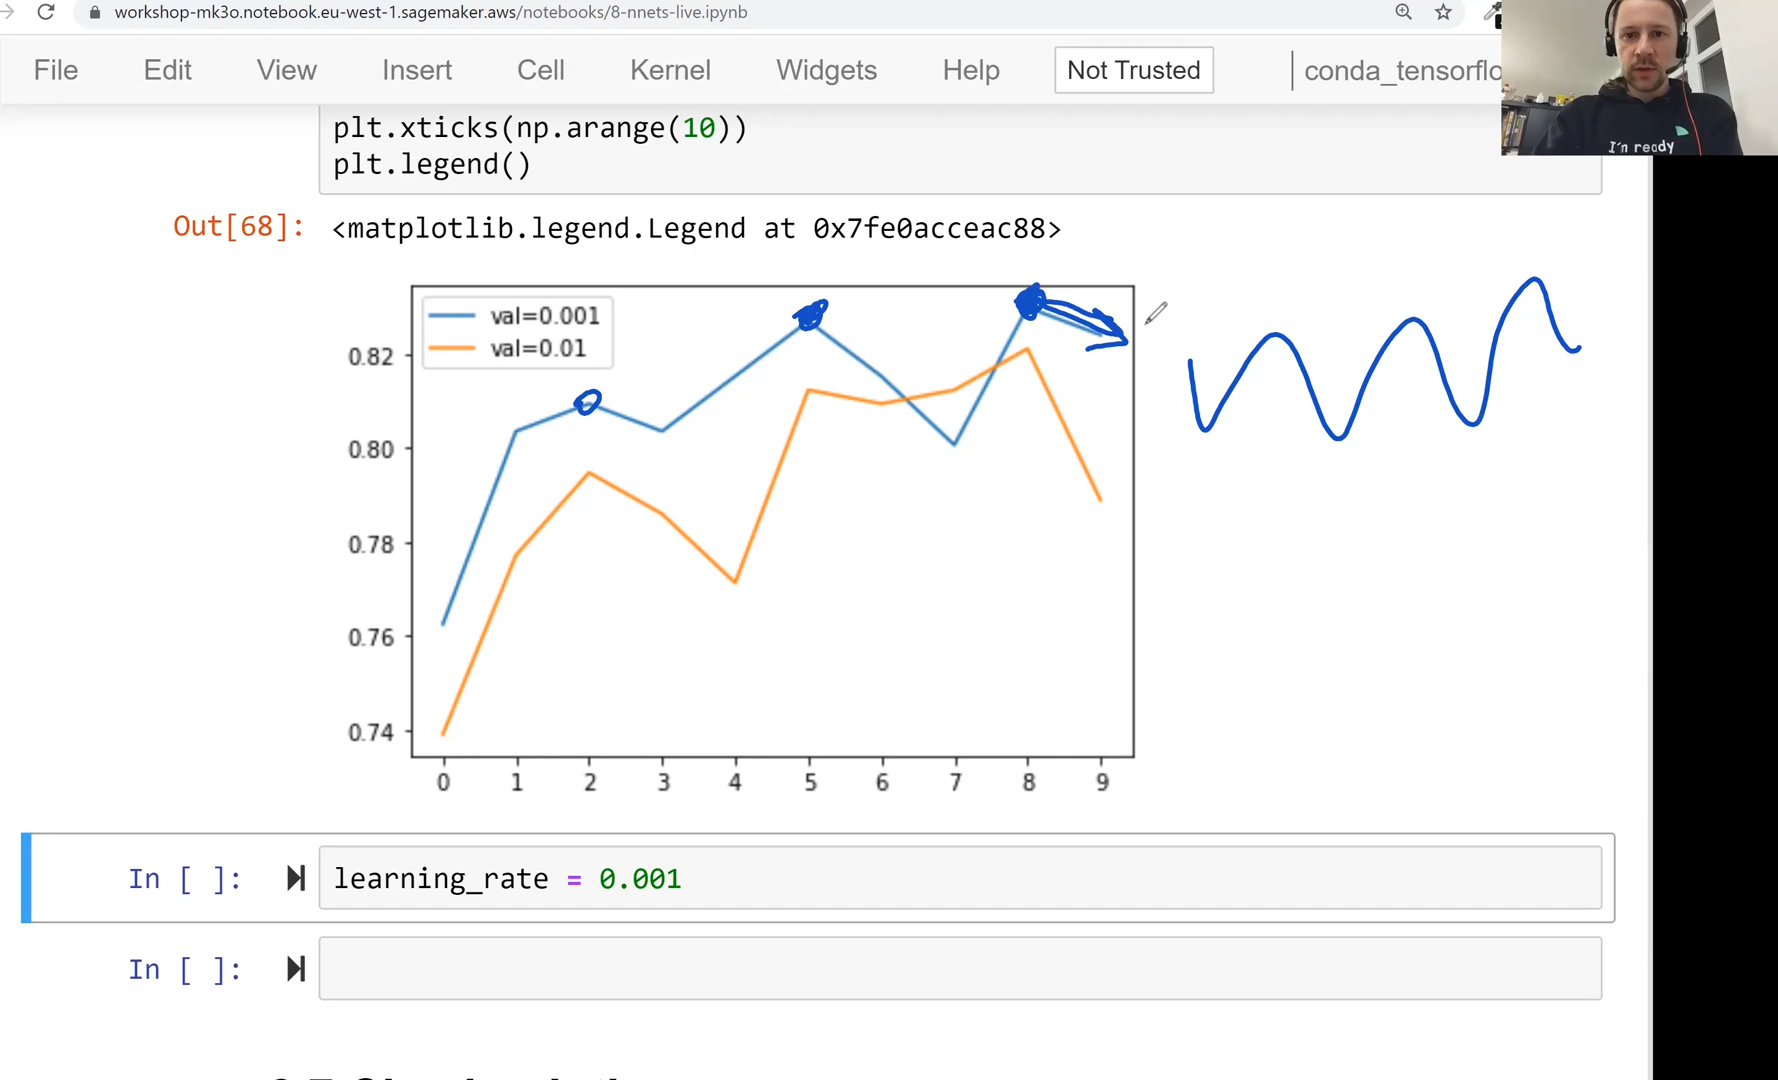 workshop-mk3o.notebook.eu-west-1.sagemaker.aws/notebooks/8-nnets-live.ipynb
File Edit View Insert Cell Kernel Widgets Help Not Trusted conda_tensorflo
I'm ready
plt.xticks(np.arange(10))
plt.legend()
Out[68]: <matplotlib.legend.Legend at 0x7fe0acceac88>
val=0.001
val=0.01
0.82
0.80
0.78
0.76
0.74
0 1 2 3 4 5 6 7 8 9
In [ ]: learning_rate = 0.001
In [ ]: